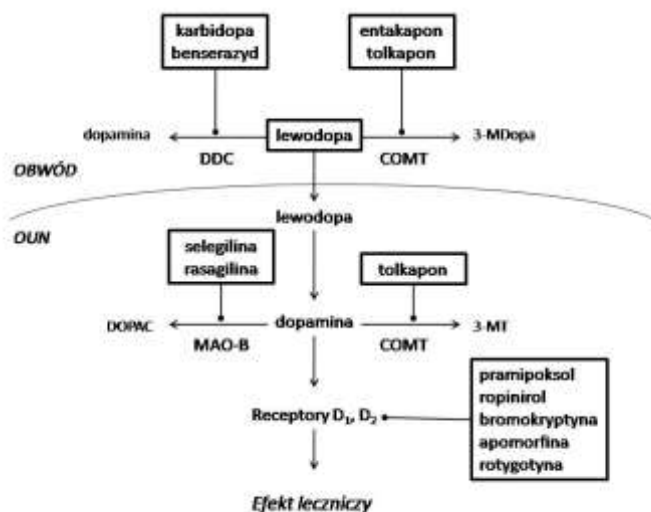 karbidopa
benserazyd
entakapon
tolkapon
dopamina
lewodopa
3-MDopa
DDC
COMT
OBWÓD
lewodopa
OUN
selegilina
rasagilina
tolkapon
DOPAC
dopamina
3-MT
MAO-B
COMT
pramipoksol
ropinirol
Receptory D₁, D₂
bromokryptyna
apomorfina
rotygotyna
Efekt leczniczy